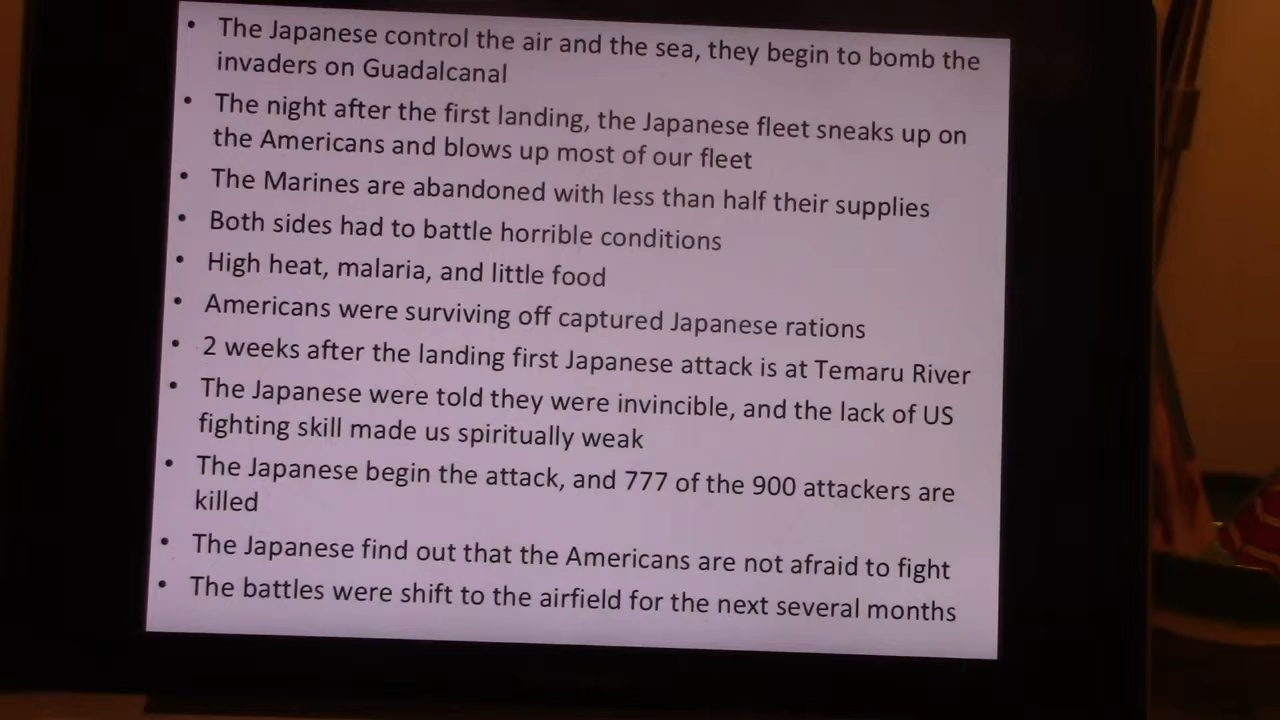 • The Japanese control the air and the sea, they begin to bomb the
invaders on Guadalcanal
• The night after the first landing, the Japanese fleet sneaks up on
the Americans and blows up most of our fleet
• The Marines are abandoned with less than half their supplies
• Both sides had to battle horrible conditions
• High heat, malaria, and little food
• Americans were surviving off captured Japanese rations
• 2 weeks after the landing first Japanese attack is at Temaru River
• The Japanese were told they were invincible, and the lack of US
fighting skill made us spiritually weak
• The Japanese begin the attack, and 777 of the 900 attackers are
killed
• The Japanese find out that the Americans are not afraid to fight
• The battles were shift to the airfield for the next several months